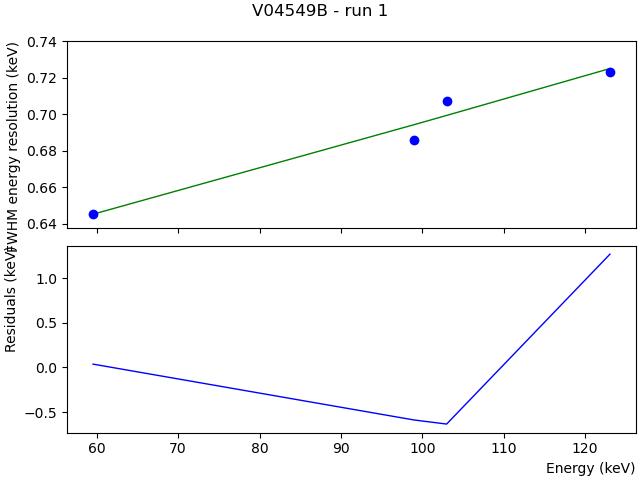 V04549B - run 1
FWHM energy resolution (keV)
0.74
0.72
0.70
0.68
0.66
0.64
Residuals (keV)
1.0
0.5
0.0
−0.5
60 70 80 90 100 110 120
Energy (keV)